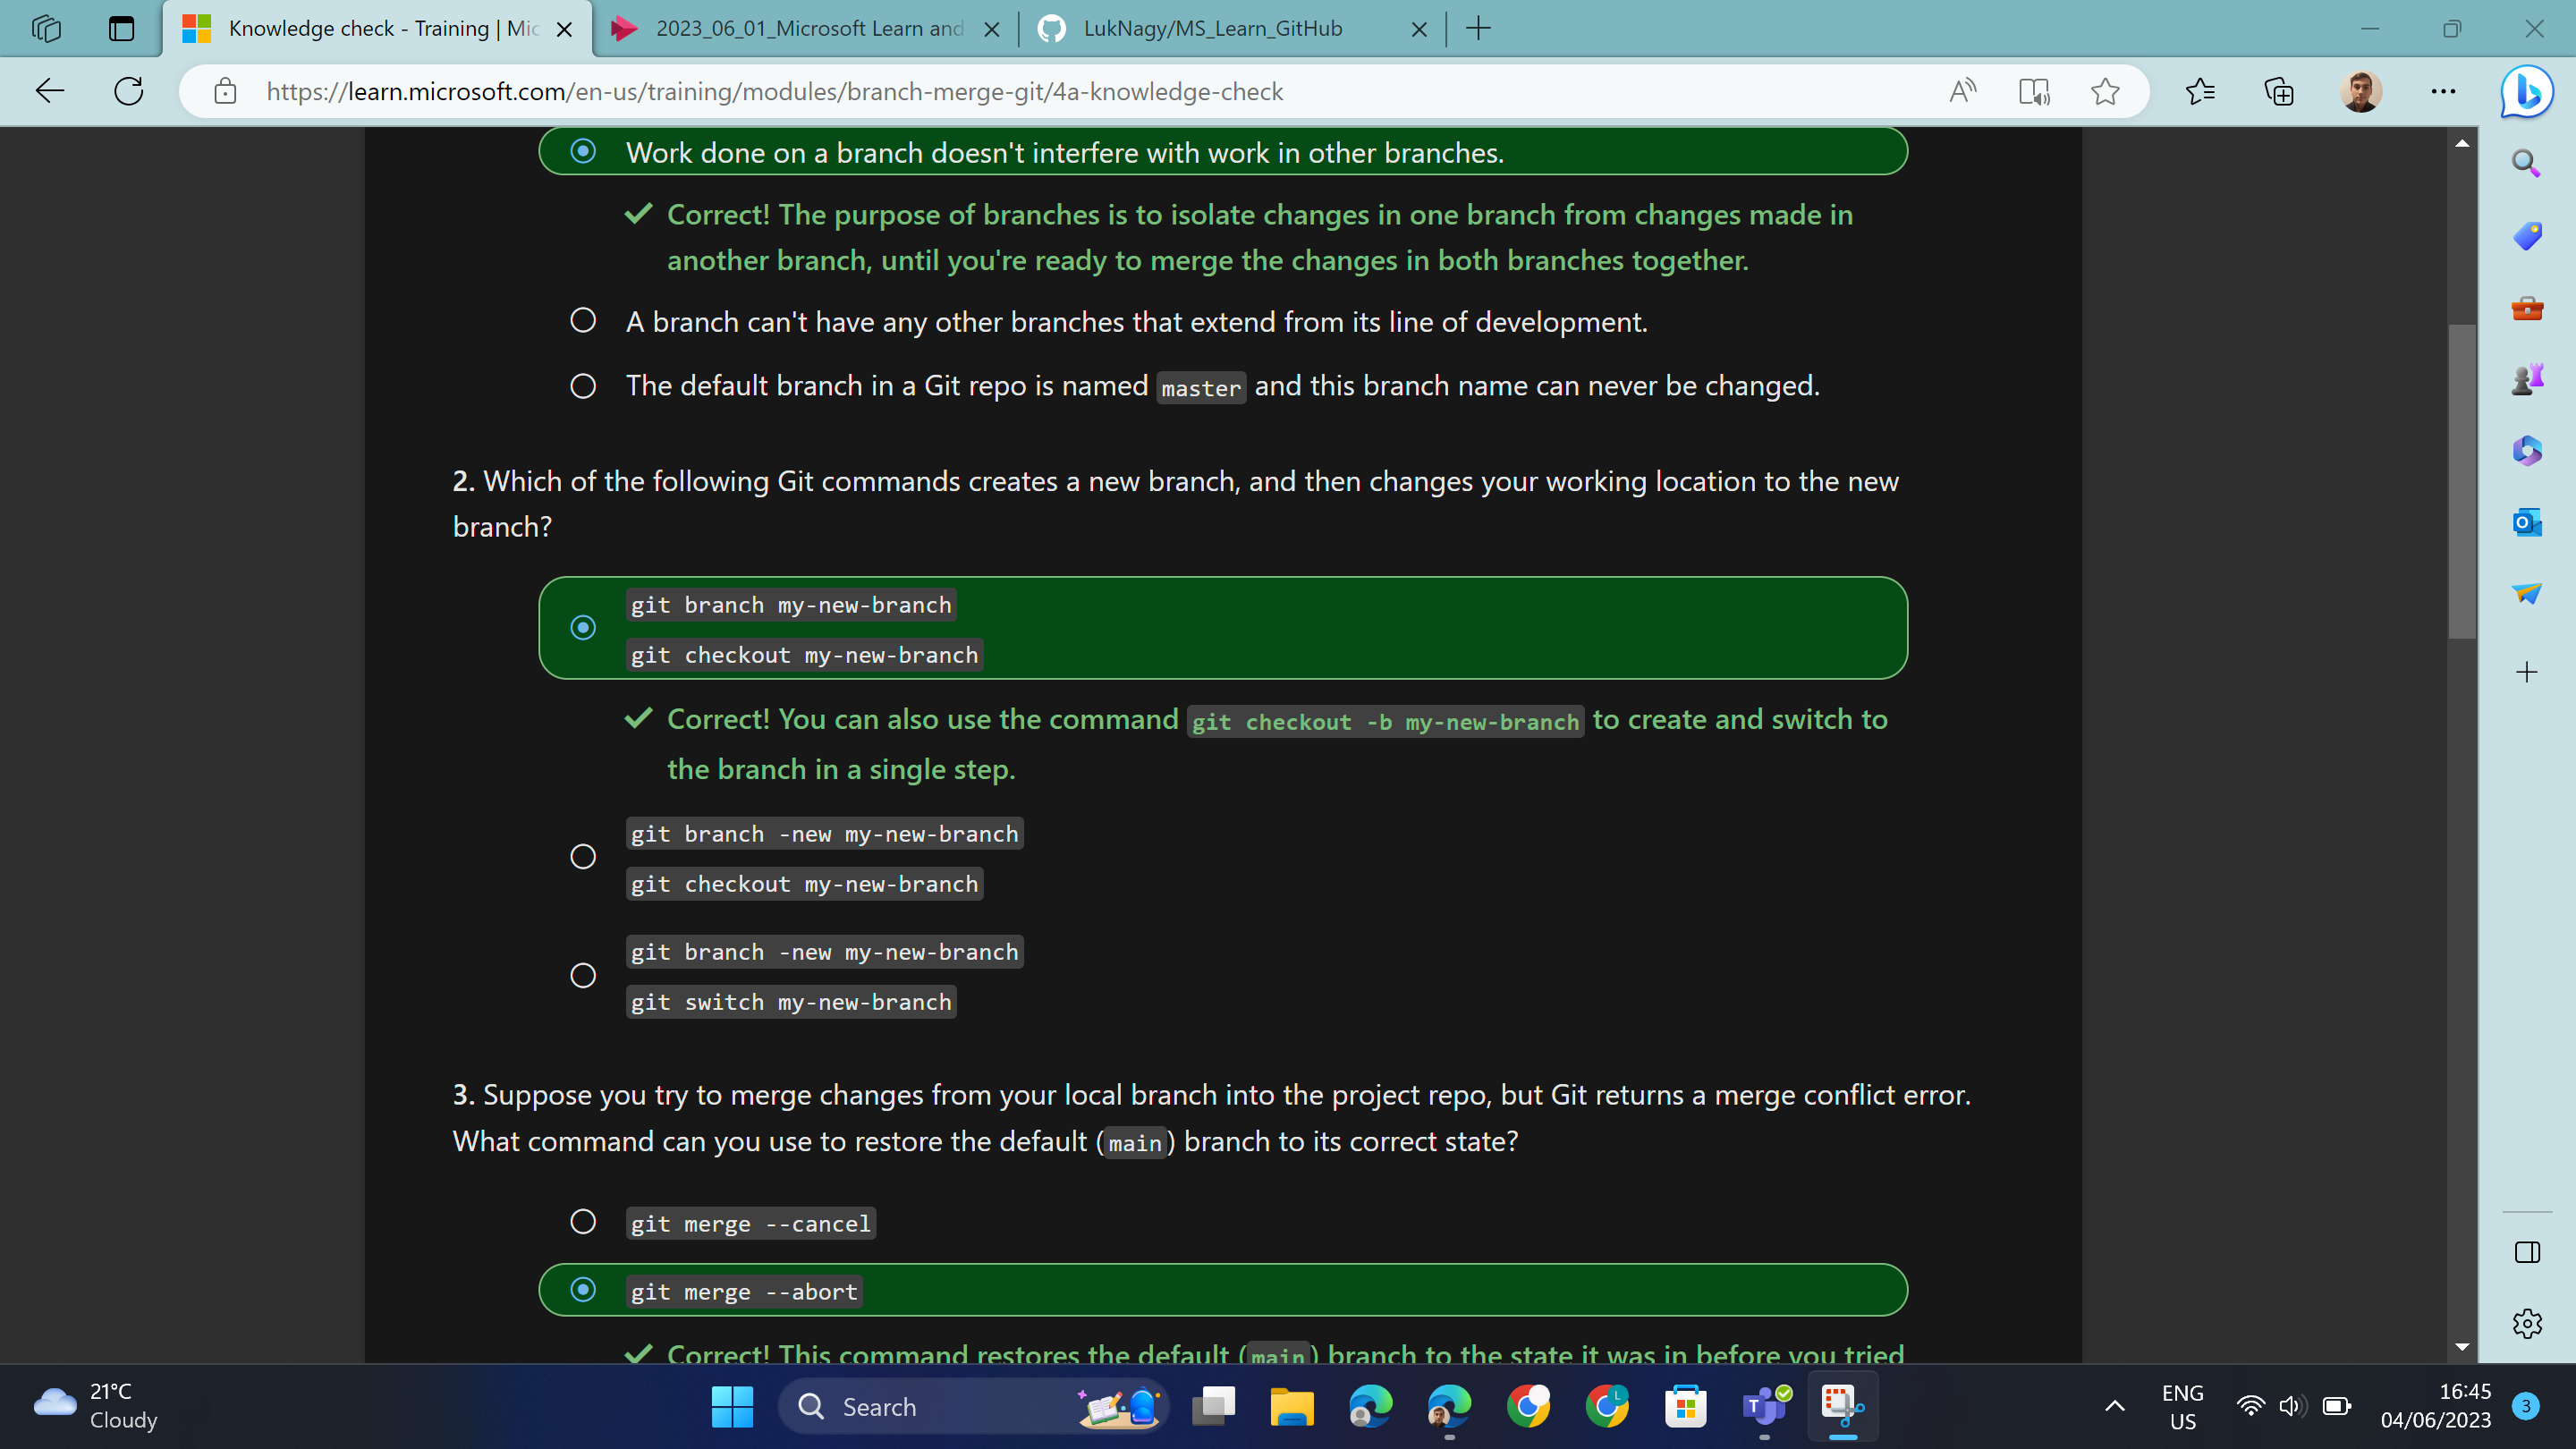 Knowledge check - Training | Mic
2023_06_01_Microsoft Learn and
LukNagy/MS_Learn_GitHub
https://learn.microsoft.com/en-us/training/modules/branch-merge-git/4a-knowledge-check
Work done on a branch doesn't interfere with work in other branches.
Correct! The purpose of branches is to isolate changes in one branch from changes made in
another branch, until you're ready to merge the changes in both branches together.
A branch can't have any other branches that extend from its line of development.
The default branch in a Git repo is named master and this branch name can never be changed.
2. Which of the following Git commands creates a new branch, and then changes your working location to the new
branch?
git branch my-new-branch
git checkout my-new-branch
Correct! You can also use the command git checkout -b my-new-branch to create and switch to
the branch in a single step.
git branch -new my-new-branch
git checkout my-new-branch
git branch -new my-new-branch
git switch my-new-branch
3. Suppose you try to merge changes from your local branch into the project repo, but Git returns a merge conflict error.
What command can you use to restore the default (main) branch to its correct state?
git merge --cancel
git merge --abort
Correct! This command restores the default (main) branch to the state it was in before you tried
21°C
Cloudy
Search
ENG
US
16:45
04/06/2023
3